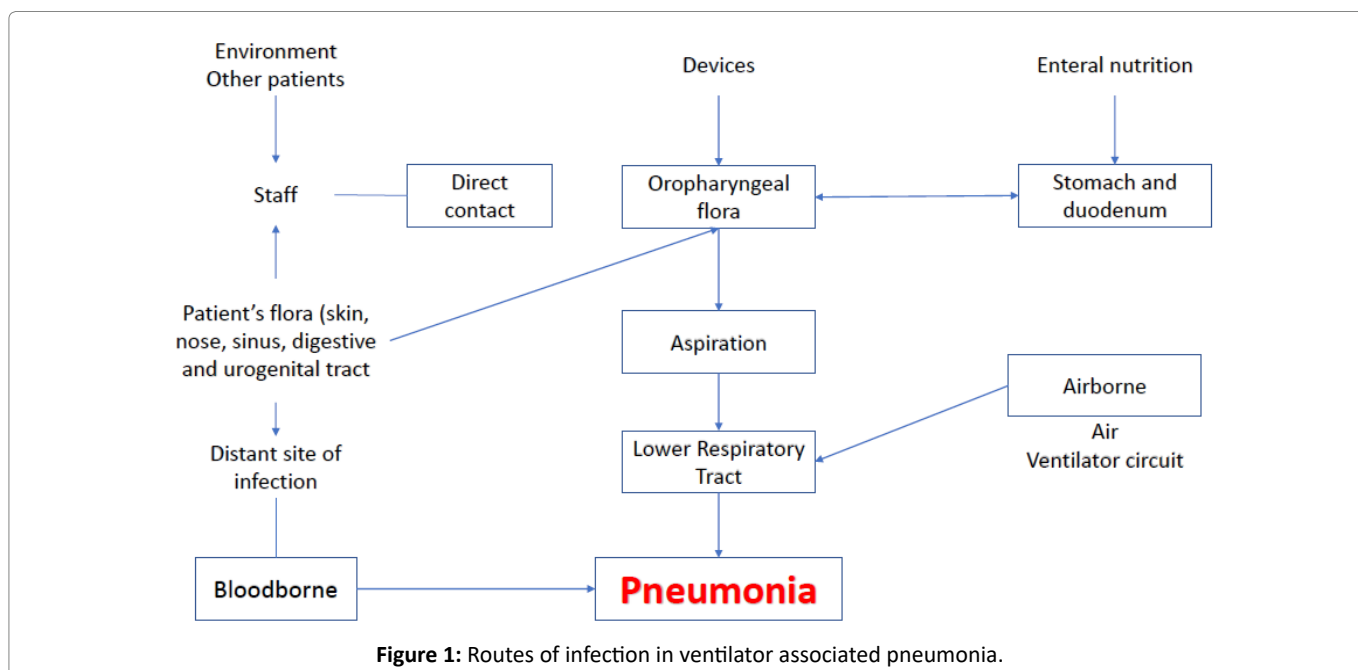 Environment
Other patients
Devices
Enteral nutrition
Staff
Direct
contact
Oropharyngeal
flora
Stomach and
duodenum
Patient’s flora (skin,
nose, sinus, digestive
and urogenital tract
Aspiration
Airborne
Air
Ventilator circuit
Distant site of
infection
Lower Respiratory
Tract
Bloodborne
Pneumonia
Figure 1: Routes of infection in ventilator associated pneumonia.